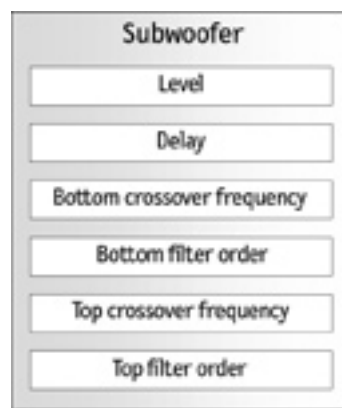 Subwoofer
Level
Delay
Bottom crossover frequency
Bottom filter order
Top crossover frequency
Top filter order